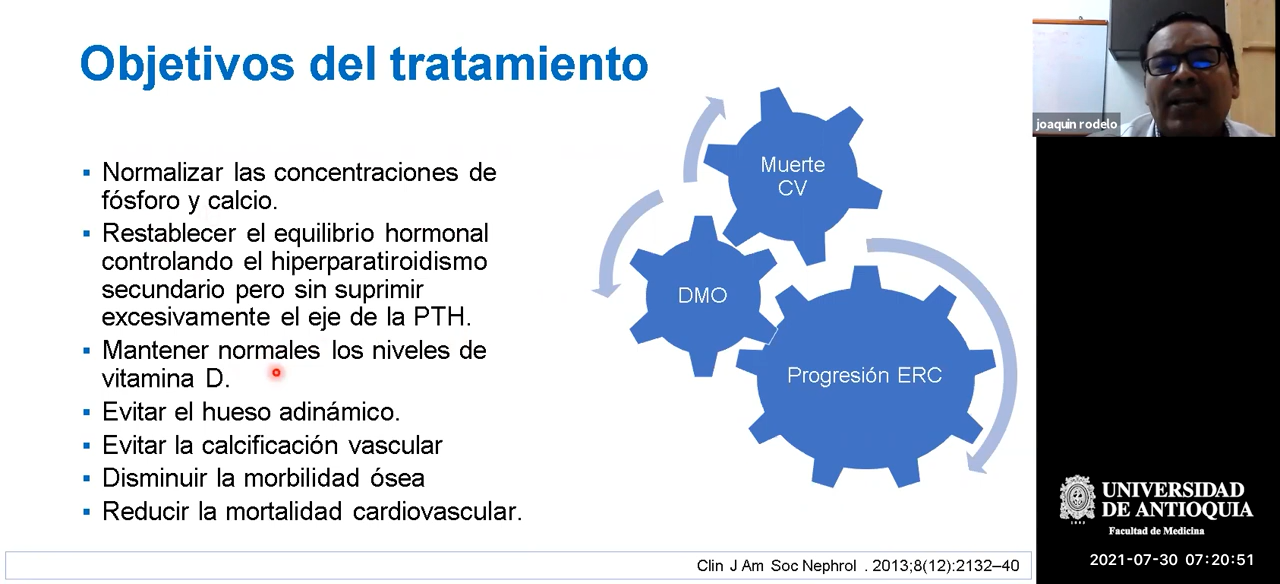 Objetivos del tratamiento
▪ Normalizar las concentraciones de
fósforo y calcio.
▪ Restablecer el equilibrio hormonal
controlando el hiperparatiroidismo
secundario pero sin suprimir
excesivamente el eje de la PTH.
▪ Mantener normales los niveles de
vitamina D.
▪ Evitar el hueso adinámico.
▪ Evitar la calcificación vascular
▪ Disminuir la morbilidad ósea
▪ Reducir la mortalidad cardiovascular.
Muerte
CV
DMO
Progresión ERC
Clin J Am Soc Nephrol . 2013;8(12):2132–40
joaquin rodelo
UNIVERSIDAD
DE ANTIOQUIA
1803
Facultad de Medicina
2021-07-30 07:20:51